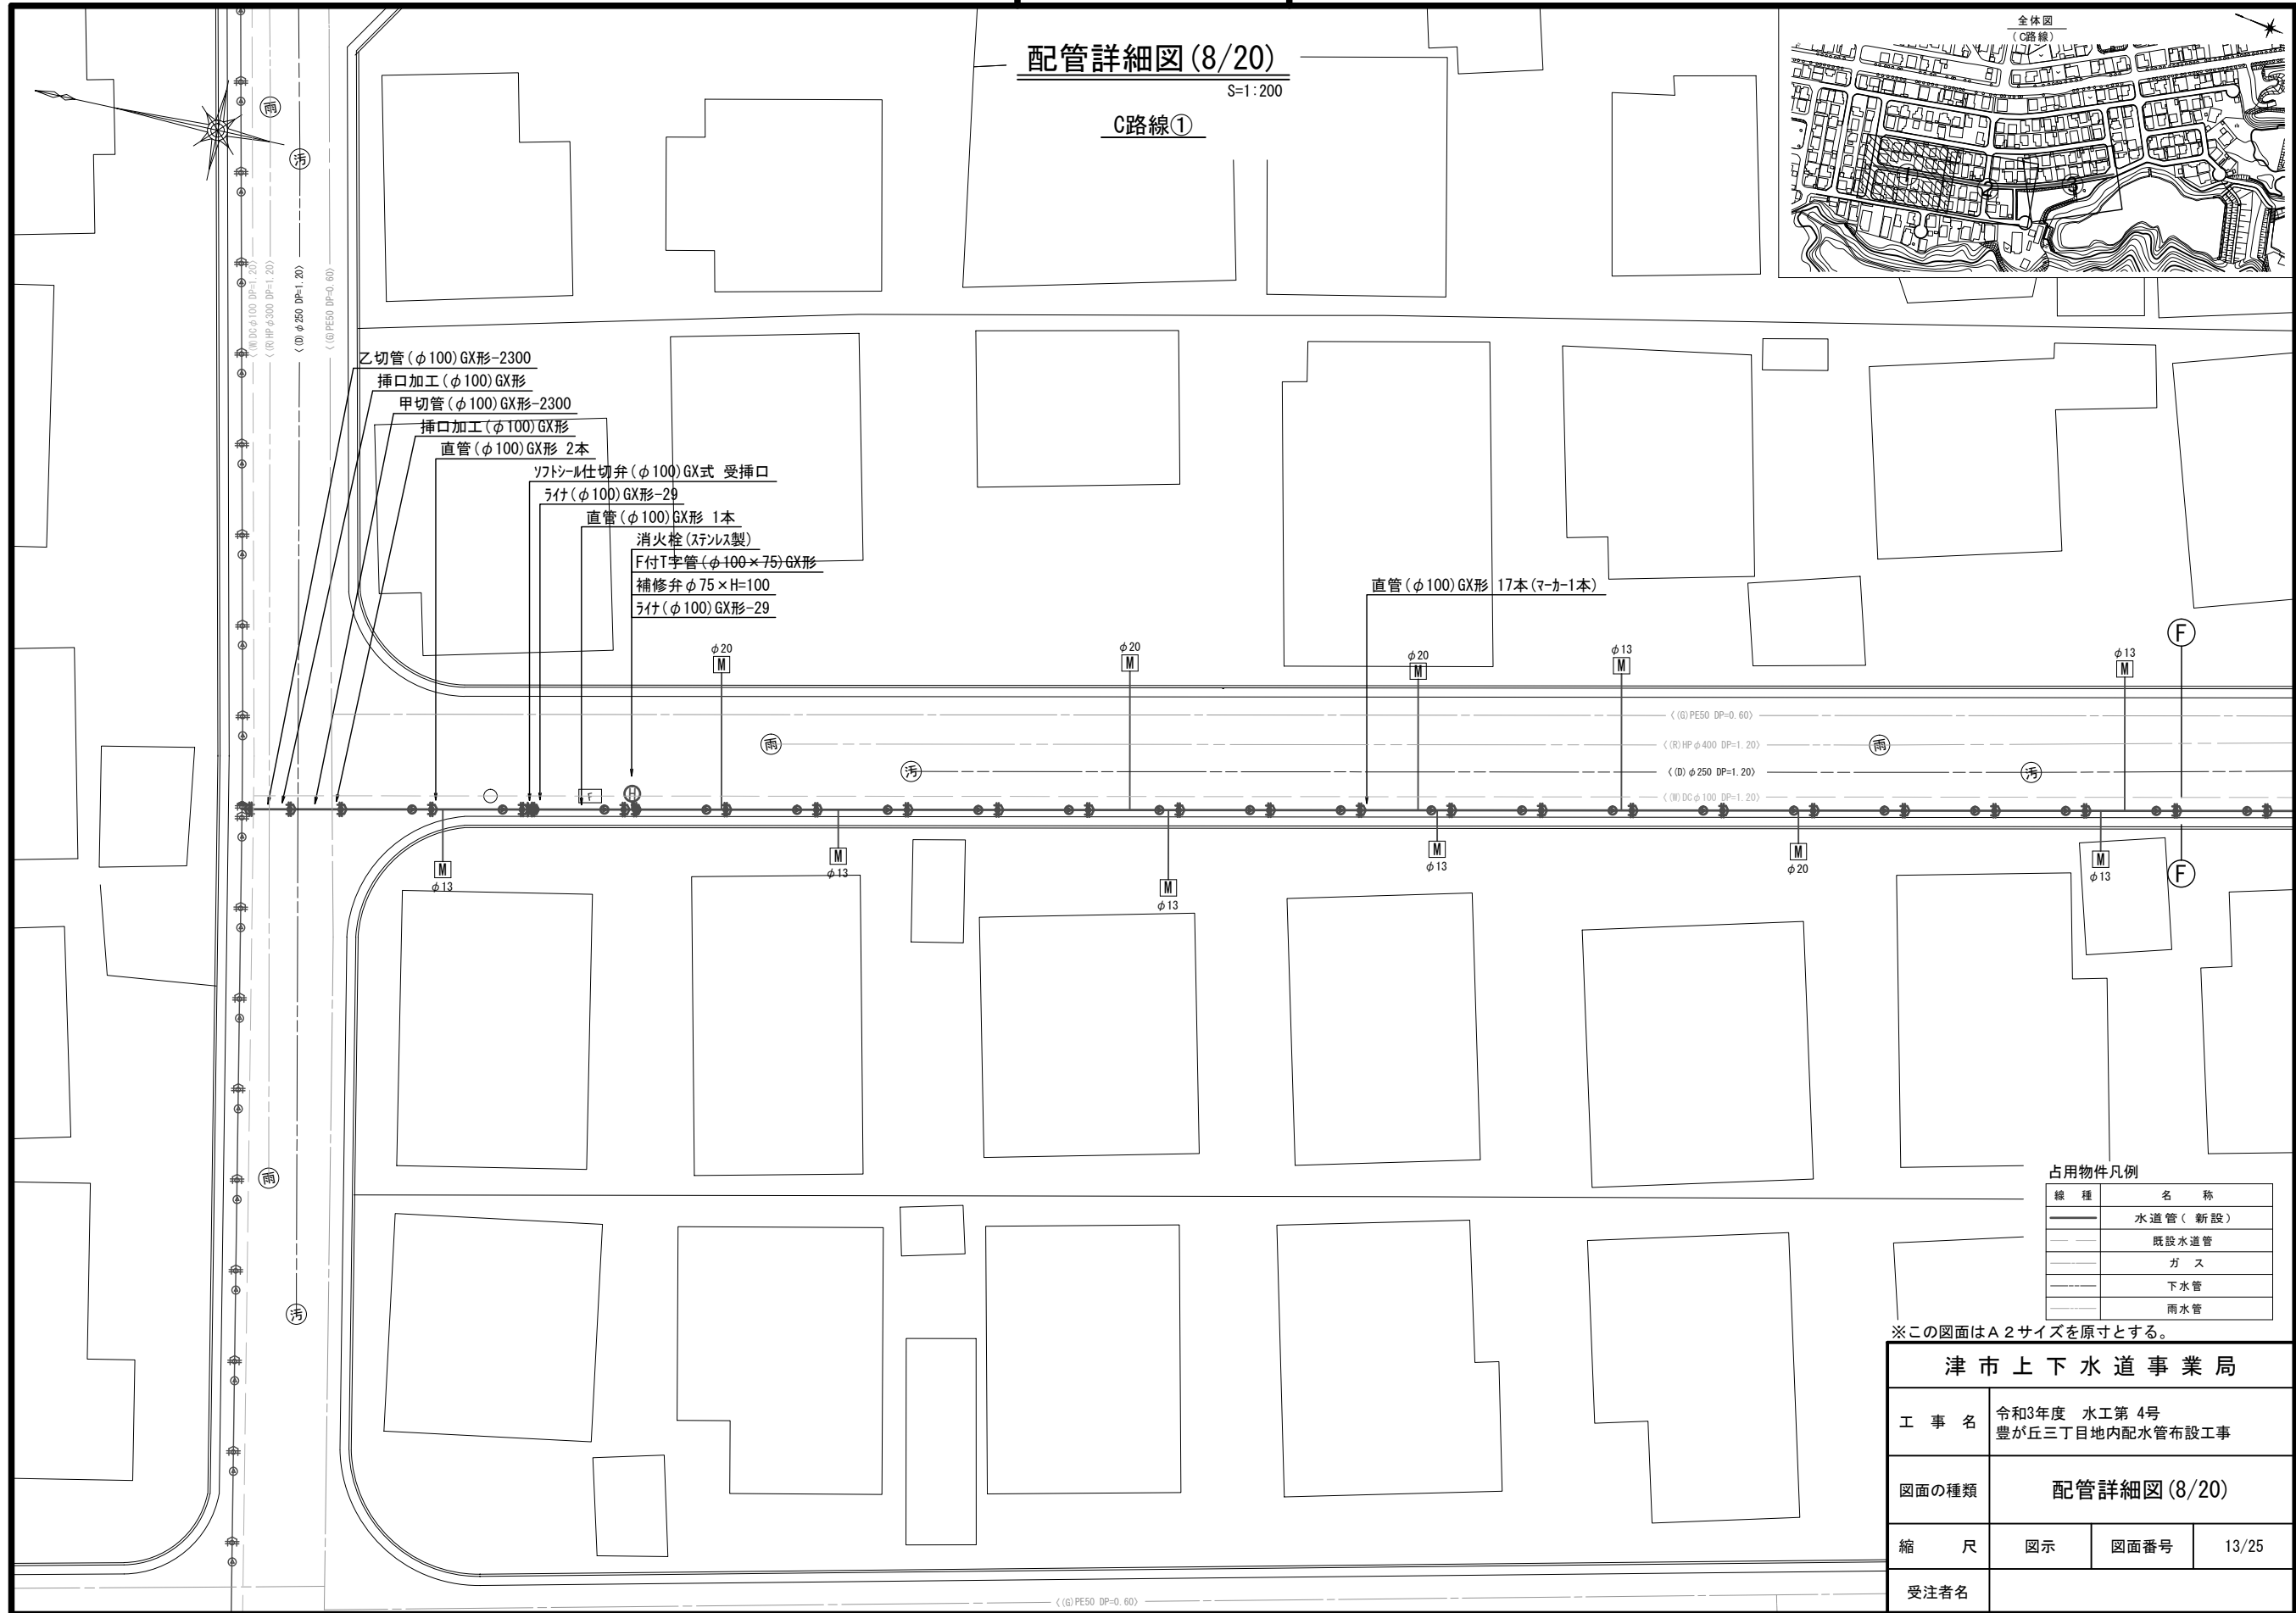 配管詳細図(8/20)
S=1:200
C路線①
全体図
(C路線)
1
2
3
雨
汚
〈(W)DCφ100 DP=1.20〉
〈(R)HPφ300 DP=1.20〉
〈(D)φ250 DP=1.20〉
〈(G)PE50 DP=0.60〉
乙切管(φ100)GX形-2300
挿口加工(φ100)GX形
甲切管(φ100)GX形-2300
挿口加工(φ100)GX形
直管(φ100)GX形 2本
ソフトシール仕切弁(φ100)GX式 受挿口
ライナ(φ100)GX形-29
直管(φ100)GX形 1本
消火栓(ステンレス製)
F付T字管(φ100×75)GX形
補修弁φ75×H=100
ライナ(φ100)GX形-29
直管(φ100)GX形 17本(マーカー1本)
φ20
M
φ20
M
φ20
M
φ13
M
φ13
M
F
〈(G)PE50 DP=0.60〉
雨
〈(R)HPφ400 DP=1.20〉
雨
汚
〈(D)φ250 DP=1.20〉
汚
〈(W)DCφ100 DP=1.20〉
F
H
M
φ13
M
φ13
M
φ13
M
φ13
M
φ20
M
φ13
F
雨
汚
〈(G)PE50 DP=0.60〉
占用物件凡例
線 種 名 称
水道管( 新設)
既設水道管
ガ ス
下水管
雨水管
※この図面はA2サイズを原寸とする。
津市上下水道事業局
工 事 名 令和3年度 水工第 4号
豊が丘三丁目地内配水管布設工事
図面の種類 配管詳細図(8/20)
縮 尺 図示 図面番号 13/25
受注者名